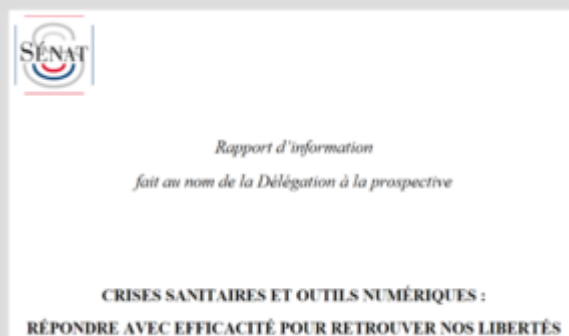 SÉNAT
Rapport d'information
fait au nom de la Délégation à la prospective
CRISES SANITAIRES ET OUTILS NUMÉRIQUES :
RÉPONDRE AVEC EFFICACITÉ POUR RETROUVER NOS LIBERTÉS